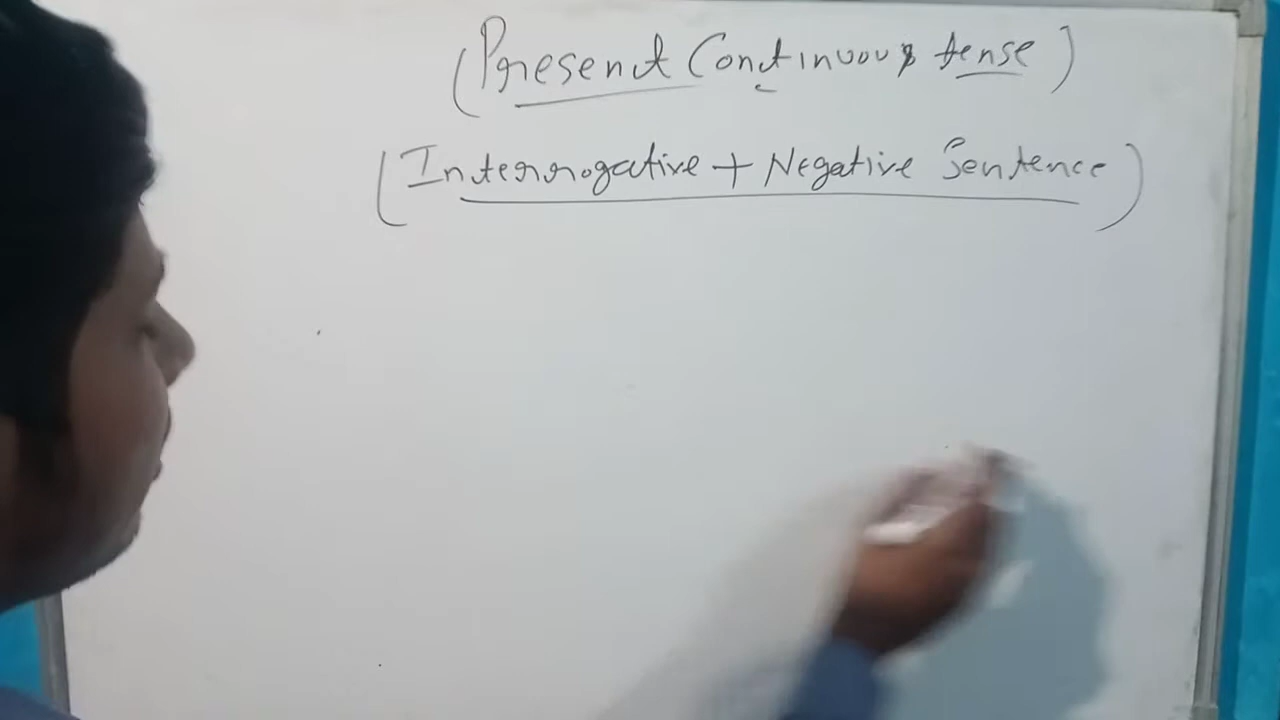 (Present Continuous tense)
(Interrogative + Negative Sentence)